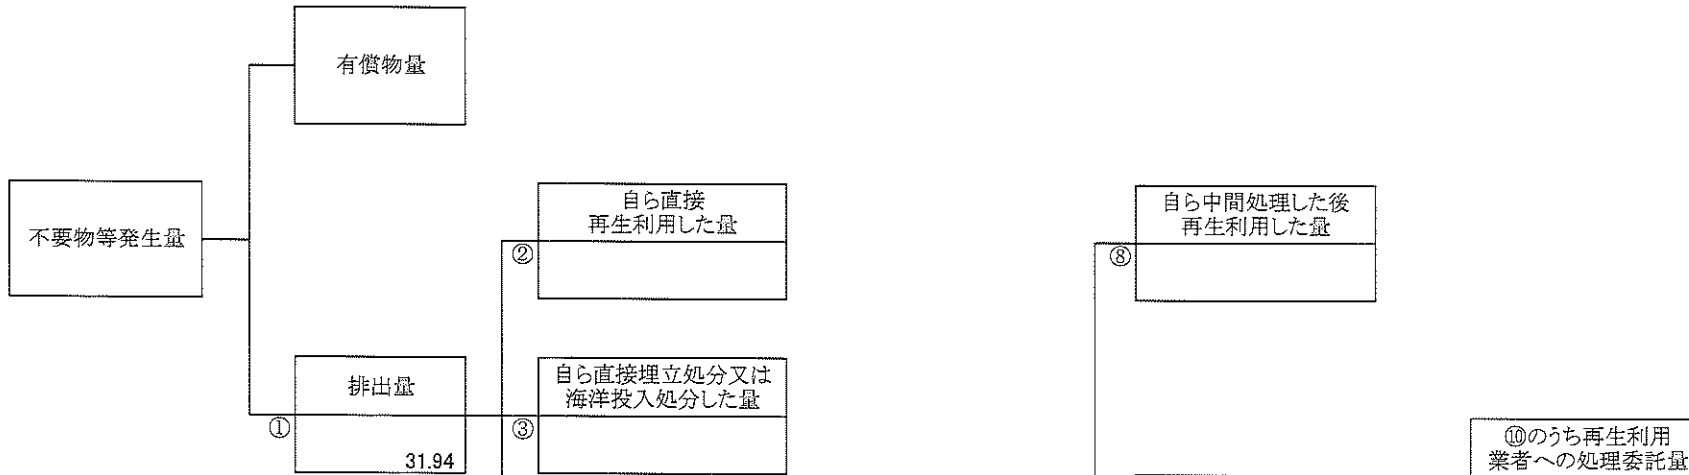 有償物量
不要物等発生量
自ら直接
再生利用した量
②
自ら中間処理した後
再生利用した量
⑧
排出量
①
31.94
自ら直接埋立処分又は
海洋投入処分した量
③
⑩のうち再生利用
業者への処理委託量